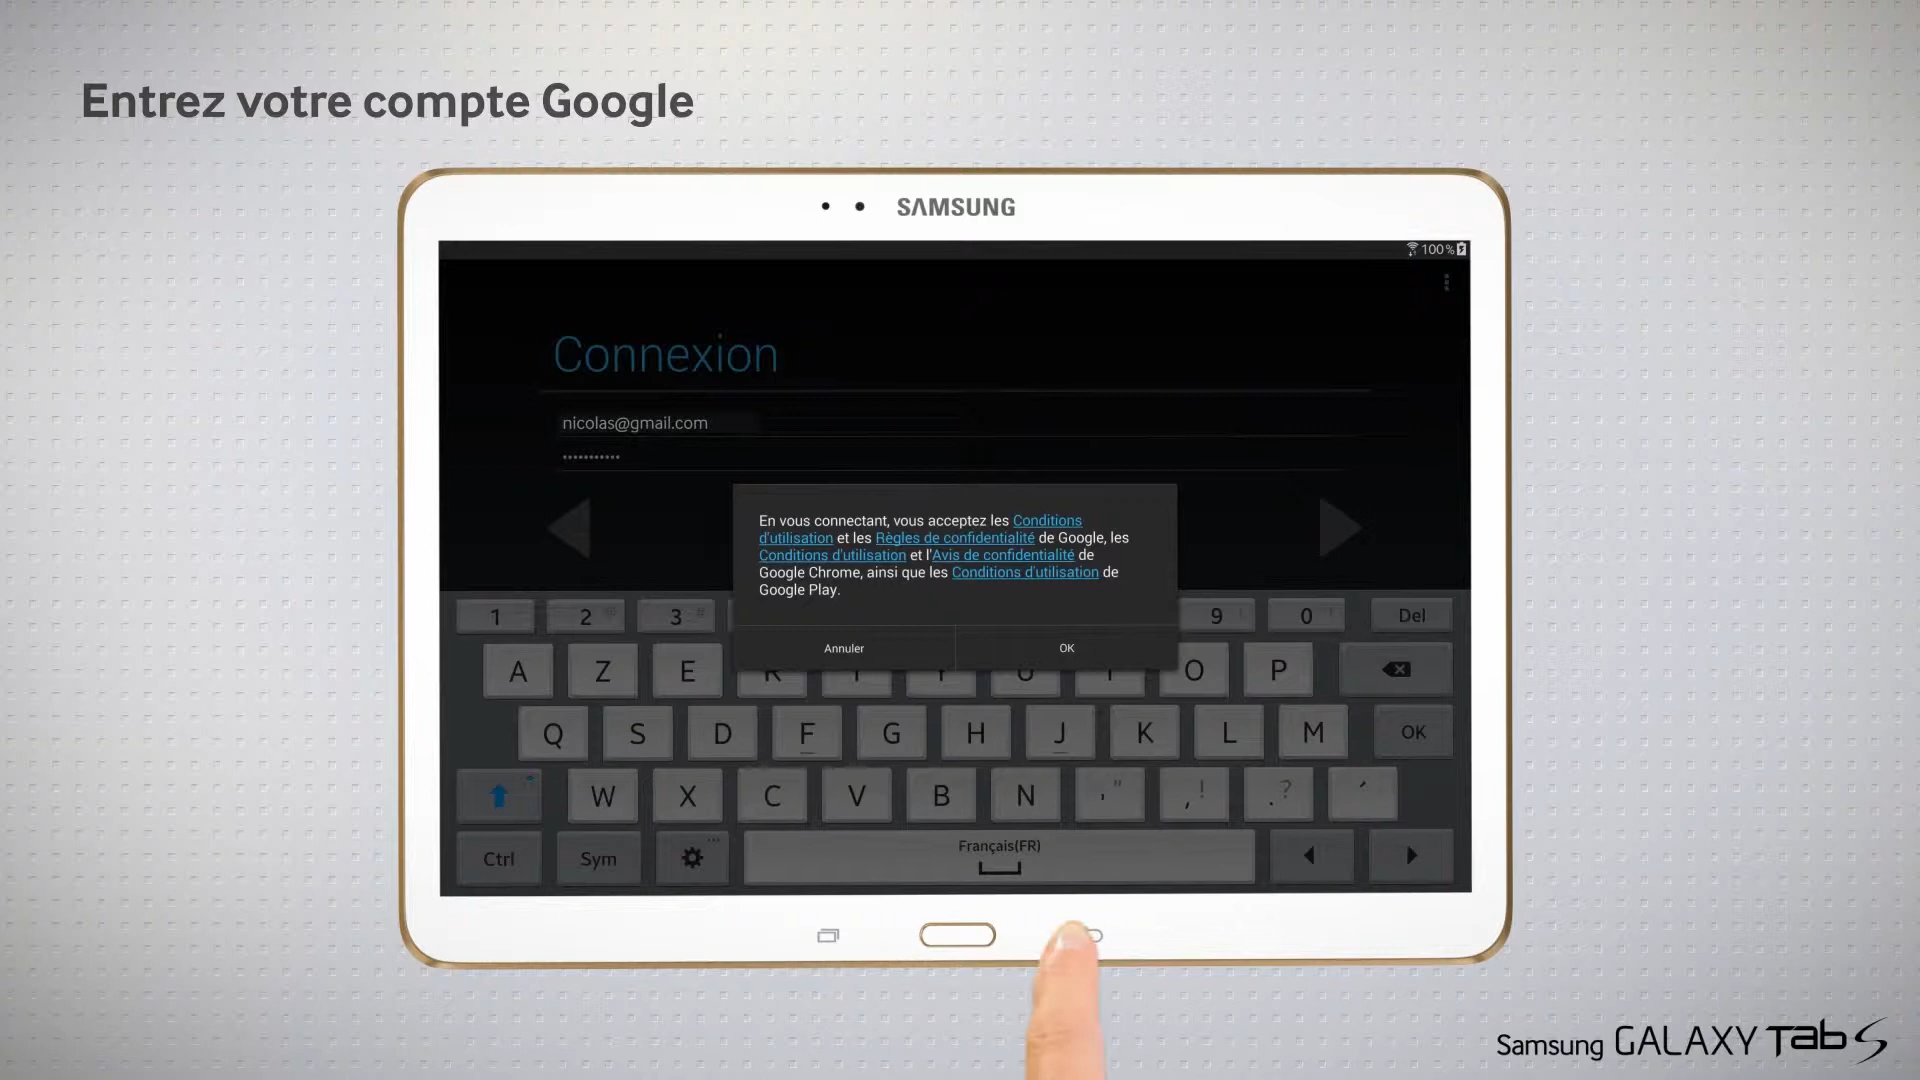 Entrez votre compte Google
SAMSUNG
100%
Connexion
nicolas@gmail.com
•••••••••••
En vous connectant, vous acceptez les Conditions
d'utilisation et les Règles de confidentialité de Google, les
Conditions d'utilisation et l'Avis de confidentialité de
Google Chrome, ainsi que les Conditions d'utilisation de
Google Play.
Annuler OK
1 2 3 9 0 Del
A Z E O P
Q S D F G H J K L M OK
W X C V B N ' " , ! . ? ´
Ctrl Sym Français(FR)
Samsung GALAXY Tab S